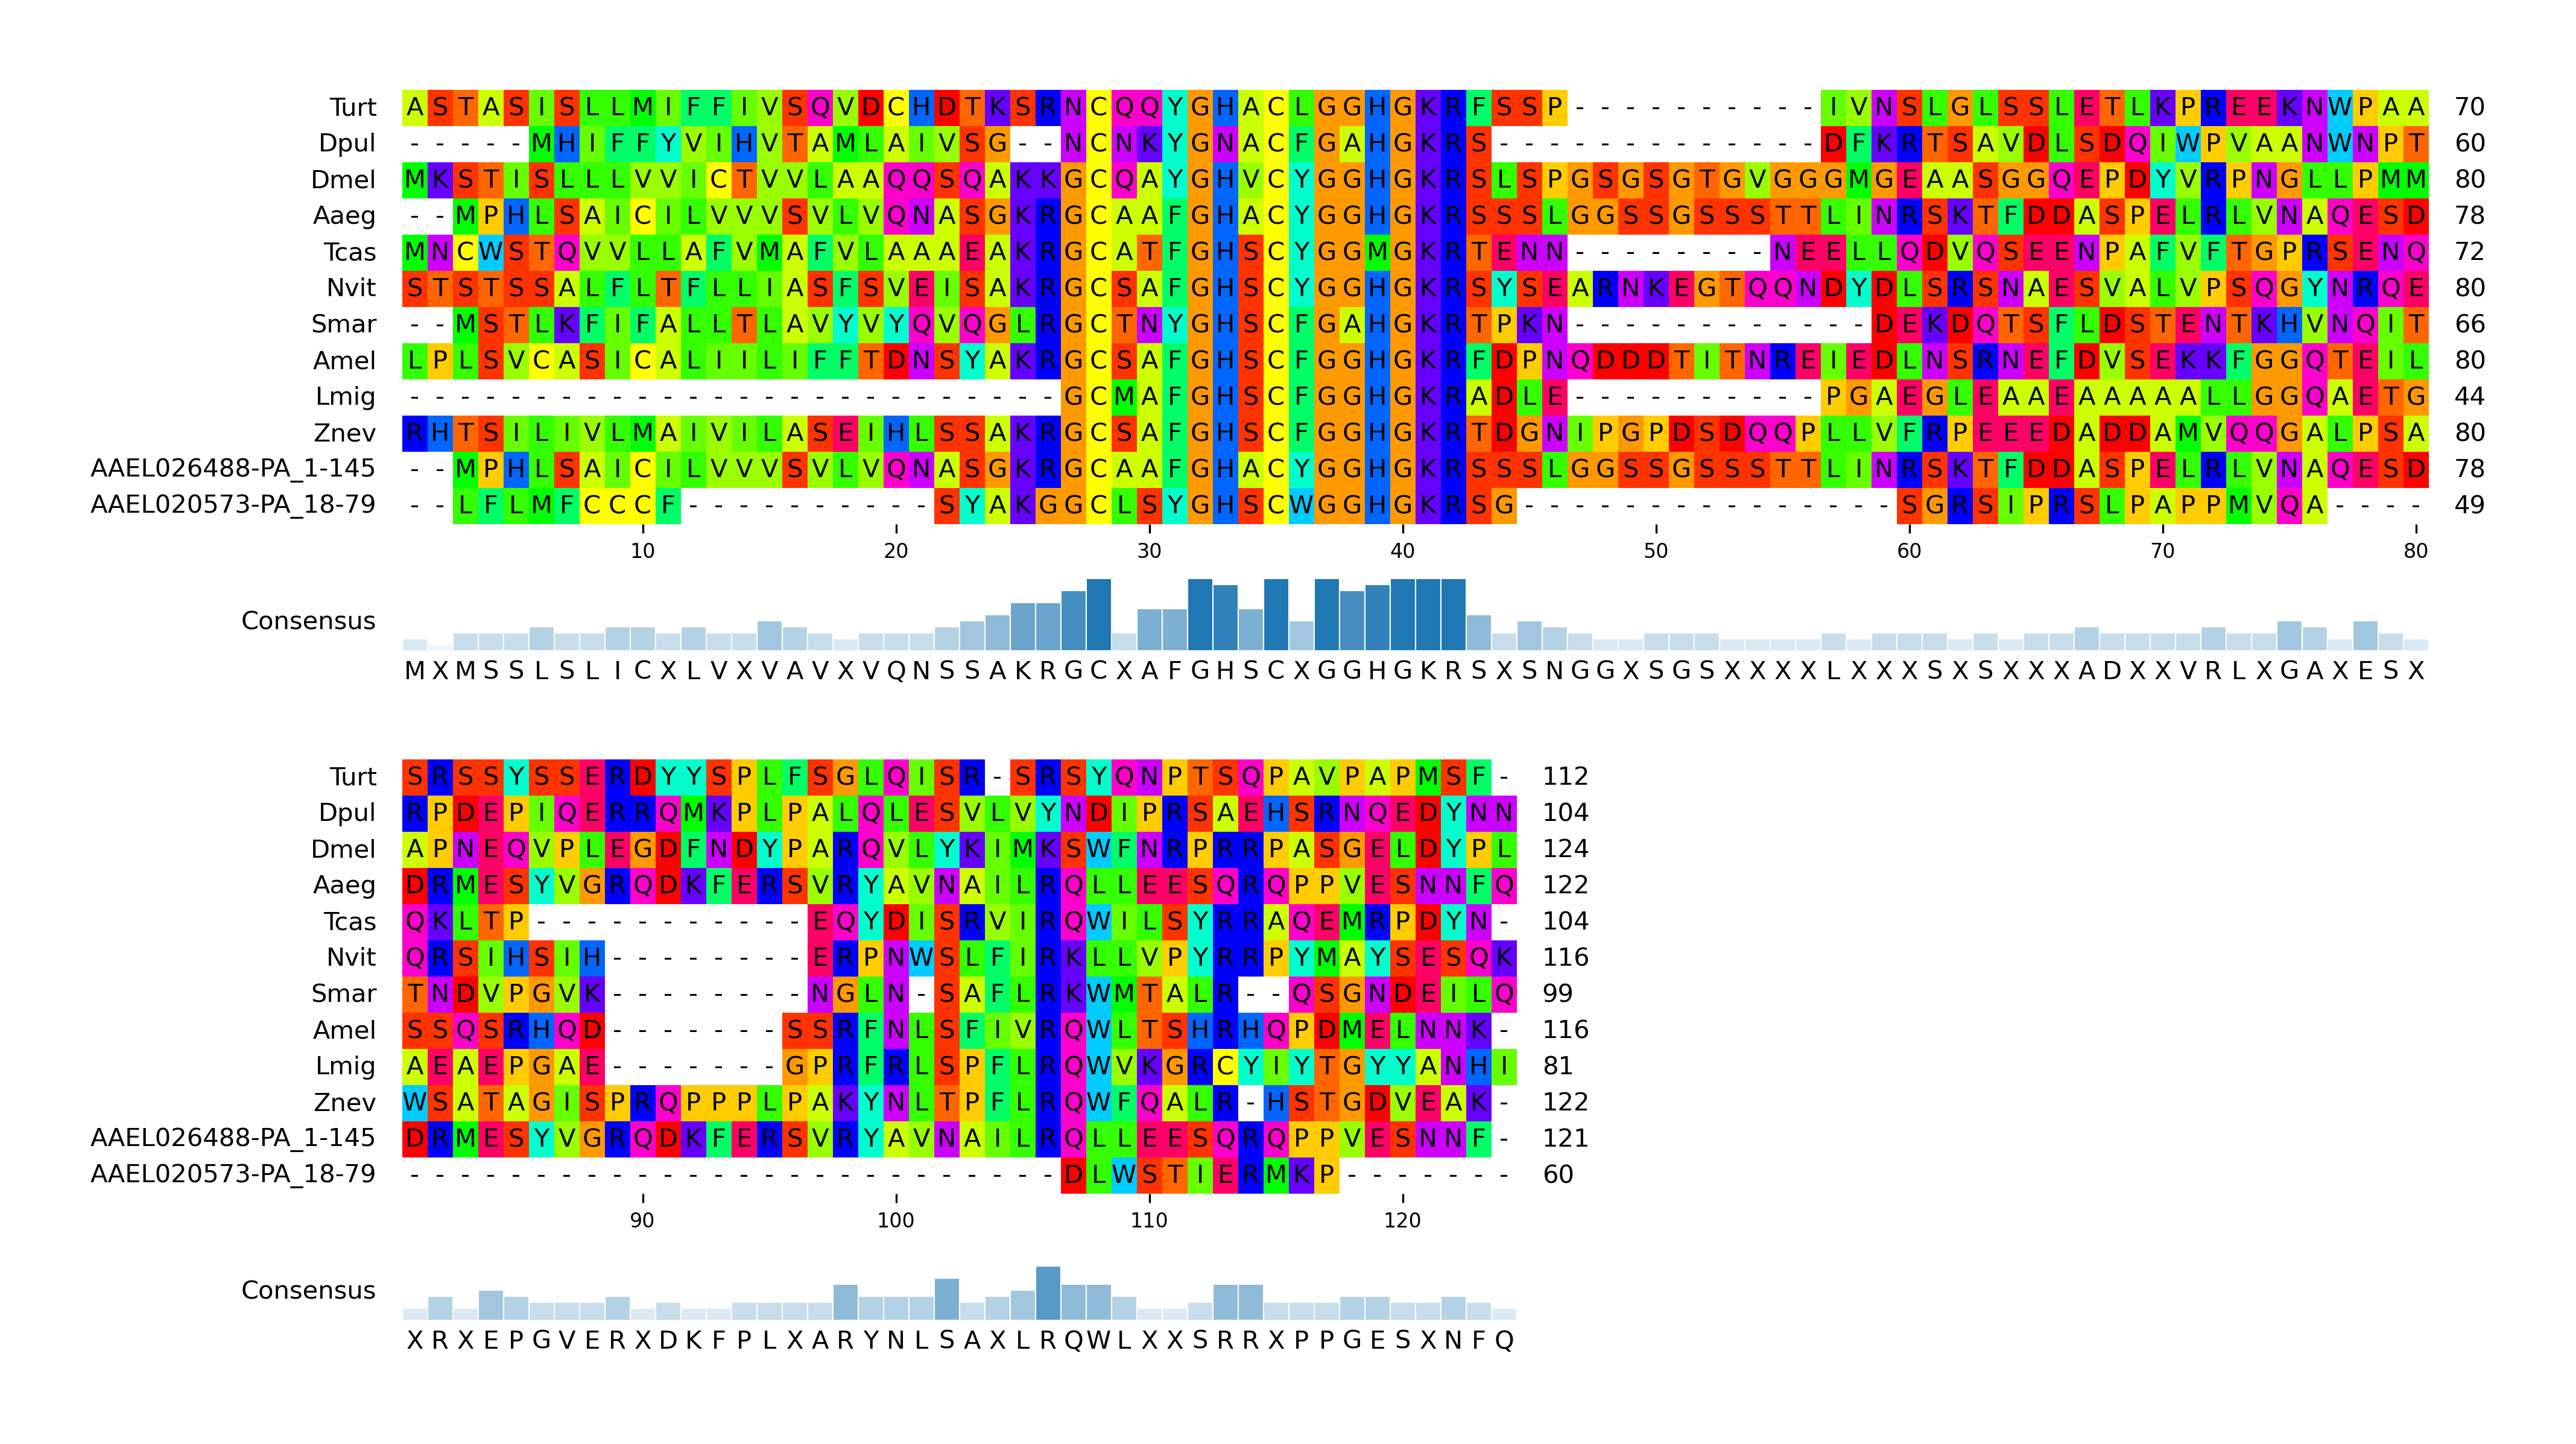 Turt ASTASISLLMIFFIVSQVDCHDTKSRNCQQYGHACLGGHGKRFSSP----------IVNSLGLSSLETLKPREEKNWPAA 70
Dpul -----MHIFFYVIHVTAMLAIVSG--NCNKYGNACFGAHGKRS-------------DFKRTSAVDLSDQIWPVAANWNPT 60
Dmel MKSTISLLLVVICTVVLAAQQSQAKKGCQAYGHVCYGGHGKRSLSPGSGSGTGVGGGMGEAASGGQEPDYVRPNGLLPMM 80
Aaeg --MPHLSAICILVVVSVLVQNASGKRGCAAFGHACYGGHGKRSSSLGGSSGSSSTTLINRSKTFDDASPELRLVNAQESD 78
Tcas MNCWSTQVVLLAFVMAFVLAAAEAKRGCATFGHSCYGGMGKRTENN--------NEELLQDVQSEENPAFVFTGPRSENQ 72
Nvit STSTSSALFLTFLLIASFSVEISAKRGCSAFGHSCYGGHGKRSYSEARNKEGTQQNDYDLSRSNAESVALVPSQGYNRQE 80
Smar --MSTLKFIFALLTLAVYVYQVQGLRGCTNYGHSCFGAHGKRTPKN------------DEKDQTSFLDSTENTKHVNQIT 66
Amel LPLSVCASICALIILIFFTDNSYAKRGCSAFGHSCFGGHGKRFDPNQDDDTITNREIEDLNSRNEFDVSEKKFGGQTEIL 80
Lmig --------------------------GCMAFGHSCFGGHGKRADLE----------PGAEGLEAAEAAAAALLGGQAETG 44
Znev RHTSILIVLMAIVILASEIHLSSAKRGCSAFGHSCFGGHGKRTDGNIPGPDSDQQPLLVFRPEEEDADDAMVQQGALPSA 80
AAEL026488-PA_1-145 --MPHLSAICILVVVSVLVQNASGKRGCAAFGHACYGGHGKRSSSLGGSSGSSSTTLINRSKTFDDASPELRLVNAQESD 78
AAEL020573-PA_18-79 --LFLMFCCCF----------SYAKGGCLSYGHSCWGGHGKRSG---------------SGRSIPRSLPAPPMVQA---- 49
10 20 30 40 50 60 70 80
Consensus
MXMSSLSLICXLVXVAVXVQNSSAKRGCXAFGHSCXGGHGKRSXSNGGXSGSXXXXLXXXSXSXXXADXXVRLXGAXESX
Turt SRSSYSSERDYYSPLFSGLQISR-SRSYQNPTSQPAVPAPMSF- 112
Dpul RPDEPIQERRQMKPLPALQLESVLVYNDIPRSAEHSRNQEDYNN 104
Dmel APNEQVPLEGDFNDYPARQVLYKIMKSWFNRPRRPASGELDYPL 124
Aaeg DRMESYVGRQDKFERSVRYAVNAILRQLLEESQRQPPVESNNFQ 122
Tcas QKLTP-----------EQYDISRVIRQWILSYRRAQEMRPDYN- 104
Nvit QRSIHSIH--------ERPNWSLFIRKLLVPYRRPYMAYSESQK 116
Smar TNDVPGVK--------NGLN-SAFLRKWMTALR--QSGNDEILQ 99
Amel SSQSRHQD-------SSRFNLSFIVRQWLTSHRHQPDMELNNK- 116
Lmig AEAEPGAE-------GPRFRLSPFLRQWVKGRCYIYTGYYANHI 81
Znev WSATAGISPRQPPPLPAKYNLTPFLRQWFQALR-HSTGDVEAK- 122
AAEL026488-PA_1-145 DRMESYVGRQDKFERSVRYAVNAILRQLLEESQRQPPVESNNF- 121
AAEL020573-PA_18-79 --------------------------DLWSTIERMKP------- 60
90 100 110 120
Consensus
XRXEPGVERXDKFPLXARYNLSAXLRQWLXXSRRXPPGESXNFQ